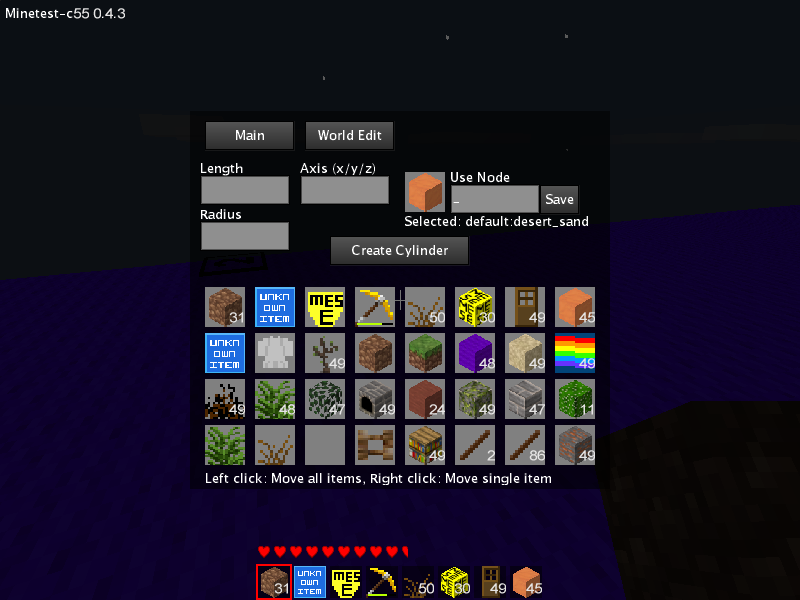 Minetest-c55 0.4.3
Main
World Edit
Length
Axis (x/y/z)
Use Node
_
Save
Radius
Selected: default:desert_sand
Create Cylinder
31
UNKN
OWN
ITEM
MES
E
50
30
49
45
UNKN
OWN
ITEM
49
48
49
49
49
48
47
49
24
49
47
11
49
2
86
49
Left click: Move all items, Right click: Move single item
31
UNKN
OWN
ITEM
MES
E
50
30
49
45